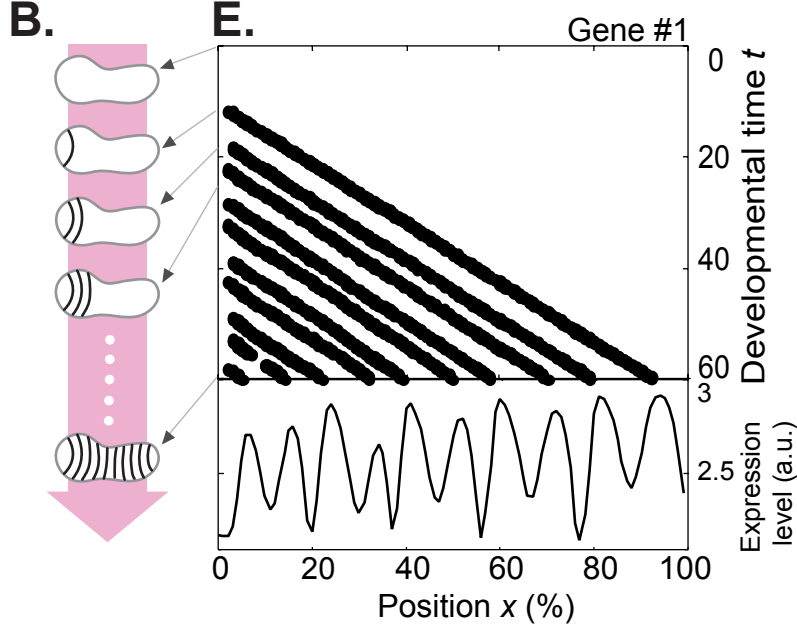 B.
E.
Gene #1
0
20
40
60
Developmental time t
3
2.5
Expression
level (a.u.)
0
20
40
60
80
100
Position x (%)